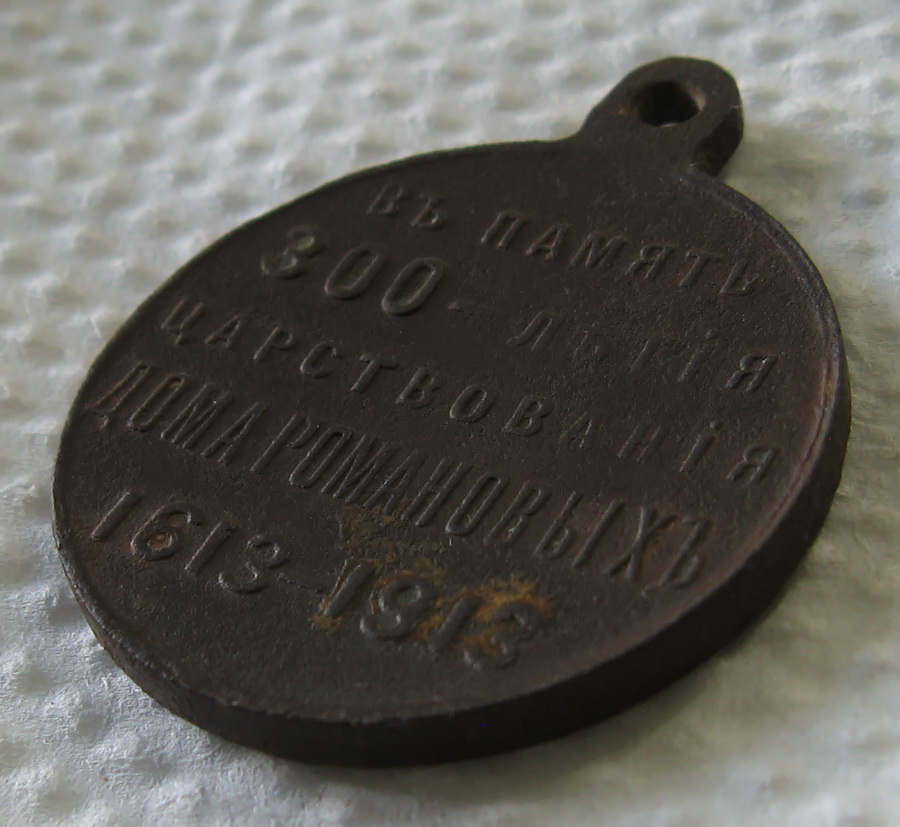 ВЪ ПАМЯТЬ
300-ЛѢТІЯ
ЦАРСТВОВАНІЯ
ДОМА РОМАНОВЫХЪ
1613-1913